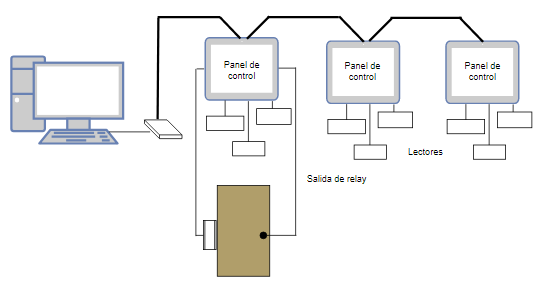 Panel de
control
Panel de
control
Panel de
control
Lectores
Salida de relay